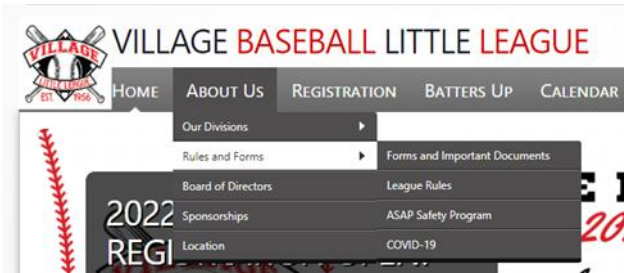 VILLAGE
LITTLE LEAGUE
EST. 1956
VILLAGE BASEBALL LITTLE LEAGUE
HOME ABOUT US REGISTRATION BATTERS UP CALENDAR
Our Divisions
Rules and Forms Forms and Important Documents
Board of Directors League Rules
Sponsorships ASAP Safety Program
Location COVID-19
2022
REGI